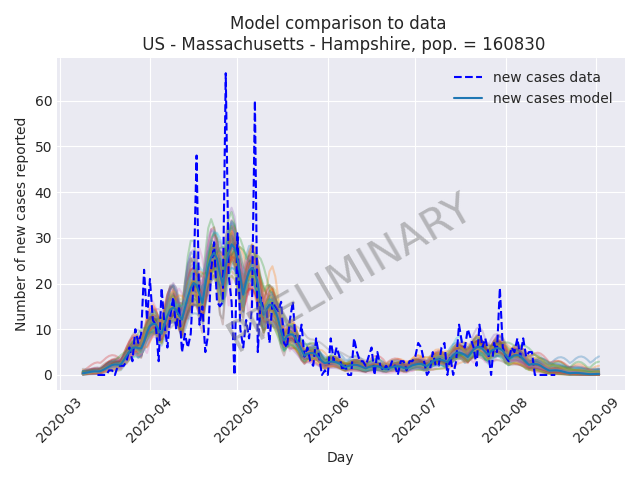 Model comparison to data
US - Massachusetts - Hampshire, pop. = 160830
new cases data
new cases model
Number of new cases reported
60
50
40
30
20
10
0
PRELIMINARY
2020-03
2020-04
2020-05
2020-06
2020-07
2020-08
2020-09
Day